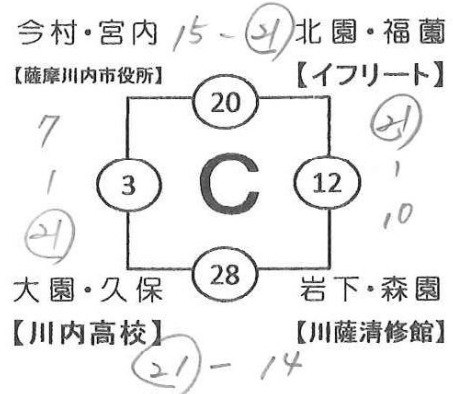 今村・宮内 15 - 21 北園・福薗
【薩摩川内市役所】 【イフリート】
20
7 21
3 C 12
1 1
21 10
28
大園・久保 岩下・森園
【川内高校】 【川薩清修館】
21 - 14